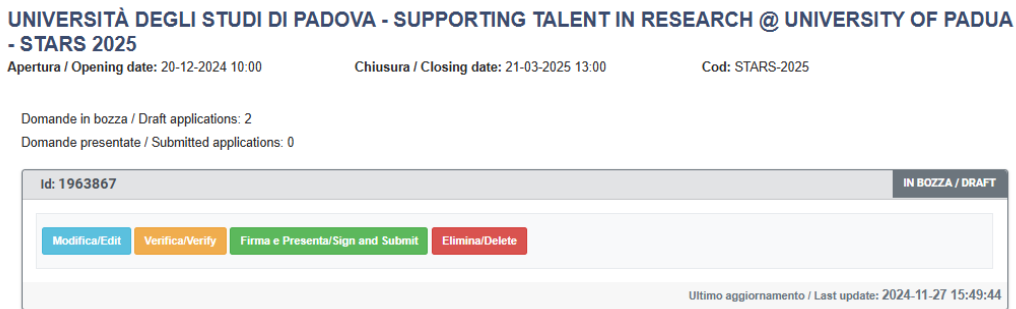 UNIVERSITÀ DEGLI STUDI DI PADOVA - SUPPORTING TALENT IN RESEARCH @ UNIVERSITY OF PADUA
- STARS 2025
Apertura / Opening date: 20-12-2024 10:00 Chiusura / Closing date: 21-03-2025 13:00 Cod: STARS-2025
Domande in bozza / Draft applications: 2
Domande presentate / Submitted applications: 0
Id: 1963867 IN BOZZA / DRAFT
Modifica/Edit Verifica/Verify Firma e Presenta/Sign and Submit Elimina/Delete
Ultimo aggiornamento / Last update: 2024-11-27 15:49:44